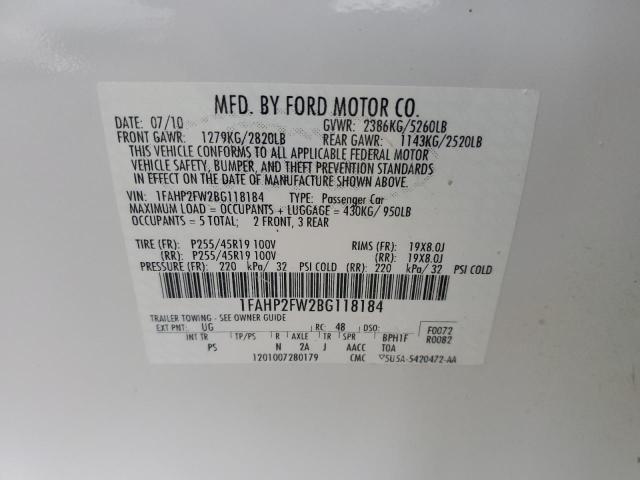 MFD. BY FORD MOTOR CO.
DATE: 07/10 GVWR: 2386KG/5260LB
FRONT GAWR: 1279KG/2820LB REAR GAWR: 1143KG/2520LB
THIS VEHICLE CONFORMS TO ALL APPLICABLE FEDERAL MOTOR
VEHICLE SAFETY, BUMPER, AND THEFT PREVENTION STANDARDS
IN EFFECT ON THE DATE OF MANUFACTURE SHOWN ABOVE.
VIN: 1FAHP2FW2BG118184 TYPE: Passenger Car
MAXIMUM LOAD = OCCUPANTS + LUGGAGE = 430KG/ 950LB
OCCUPANTS = 5 TOTAL; 2 FRONT, 3 REAR
TIRE (FR): P255/45R19 100V RIMS (FR): 19X8.0J
(RR): P255/45R19 100V (RR): 19X8.0J
PRESSURE (FR): 220 kPa/ 32 PSI COLD (RR): 220 kPa/ 32 PSI COLD
1FAHP2FW2BG118184
TRAILER TOWING - SEE OWNER GUIDE
EXT PNT: UG RC: 48 DSO: F0072
INT TR TP/PS R AXLE TR SPR BPH1F R0082
PS N 2A J AACC T0A
1201007280179 CMC 5U5A-5420472-AA